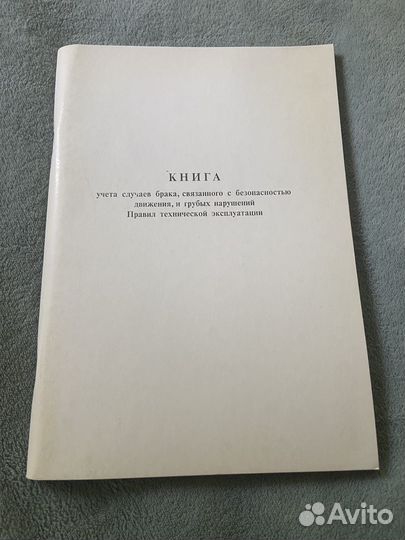 КНИГА
учета случаев брака, связанного с безопасностью
движения, и грубых нарушений
Правил технической эксплуатации
Avito